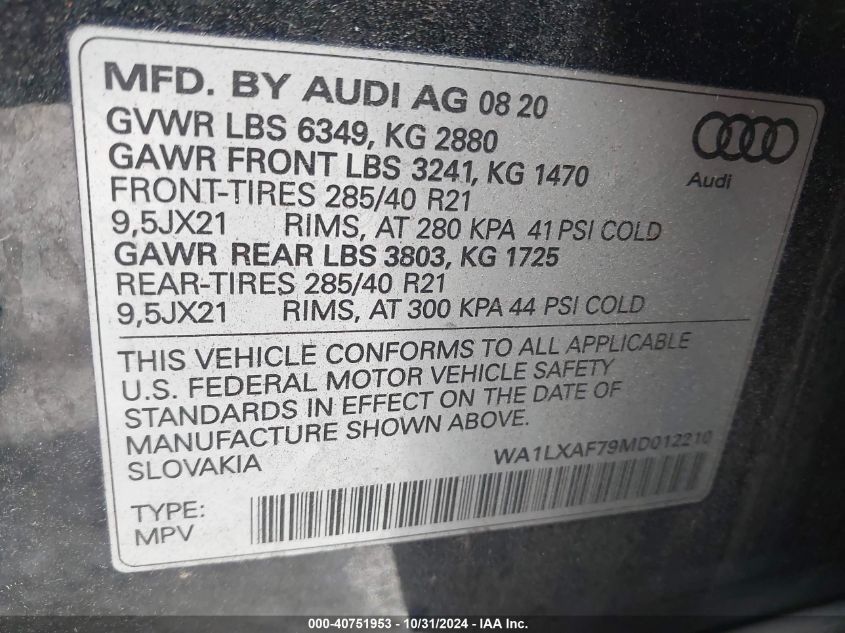 MFD. BY AUDI AG 08 20
GVWR LBS 6349, KG 2880
GAWR FRONT LBS 3241, KG 1470
FRONT-TIRES 285/40 R21
9,5JX21 RIMS, AT 280 KPA 41 PSI COLD
GAWR REAR LBS 3803, KG 1725
REAR-TIRES 285/40 R21
9,5JX21 RIMS, AT 300 KPA 44 PSI COLD
Audi
THIS VEHICLE CONFORMS TO ALL APPLICABLE
U.S. FEDERAL MOTOR VEHICLE SAFETY
STANDARDS IN EFFECT ON THE DATE OF
MANUFACTURE SHOWN ABOVE.
SLOVAKIA WA1LXAF79MD012210
TYPE:
MPV
000-40751953 - 10/31/2024 - IAA Inc.